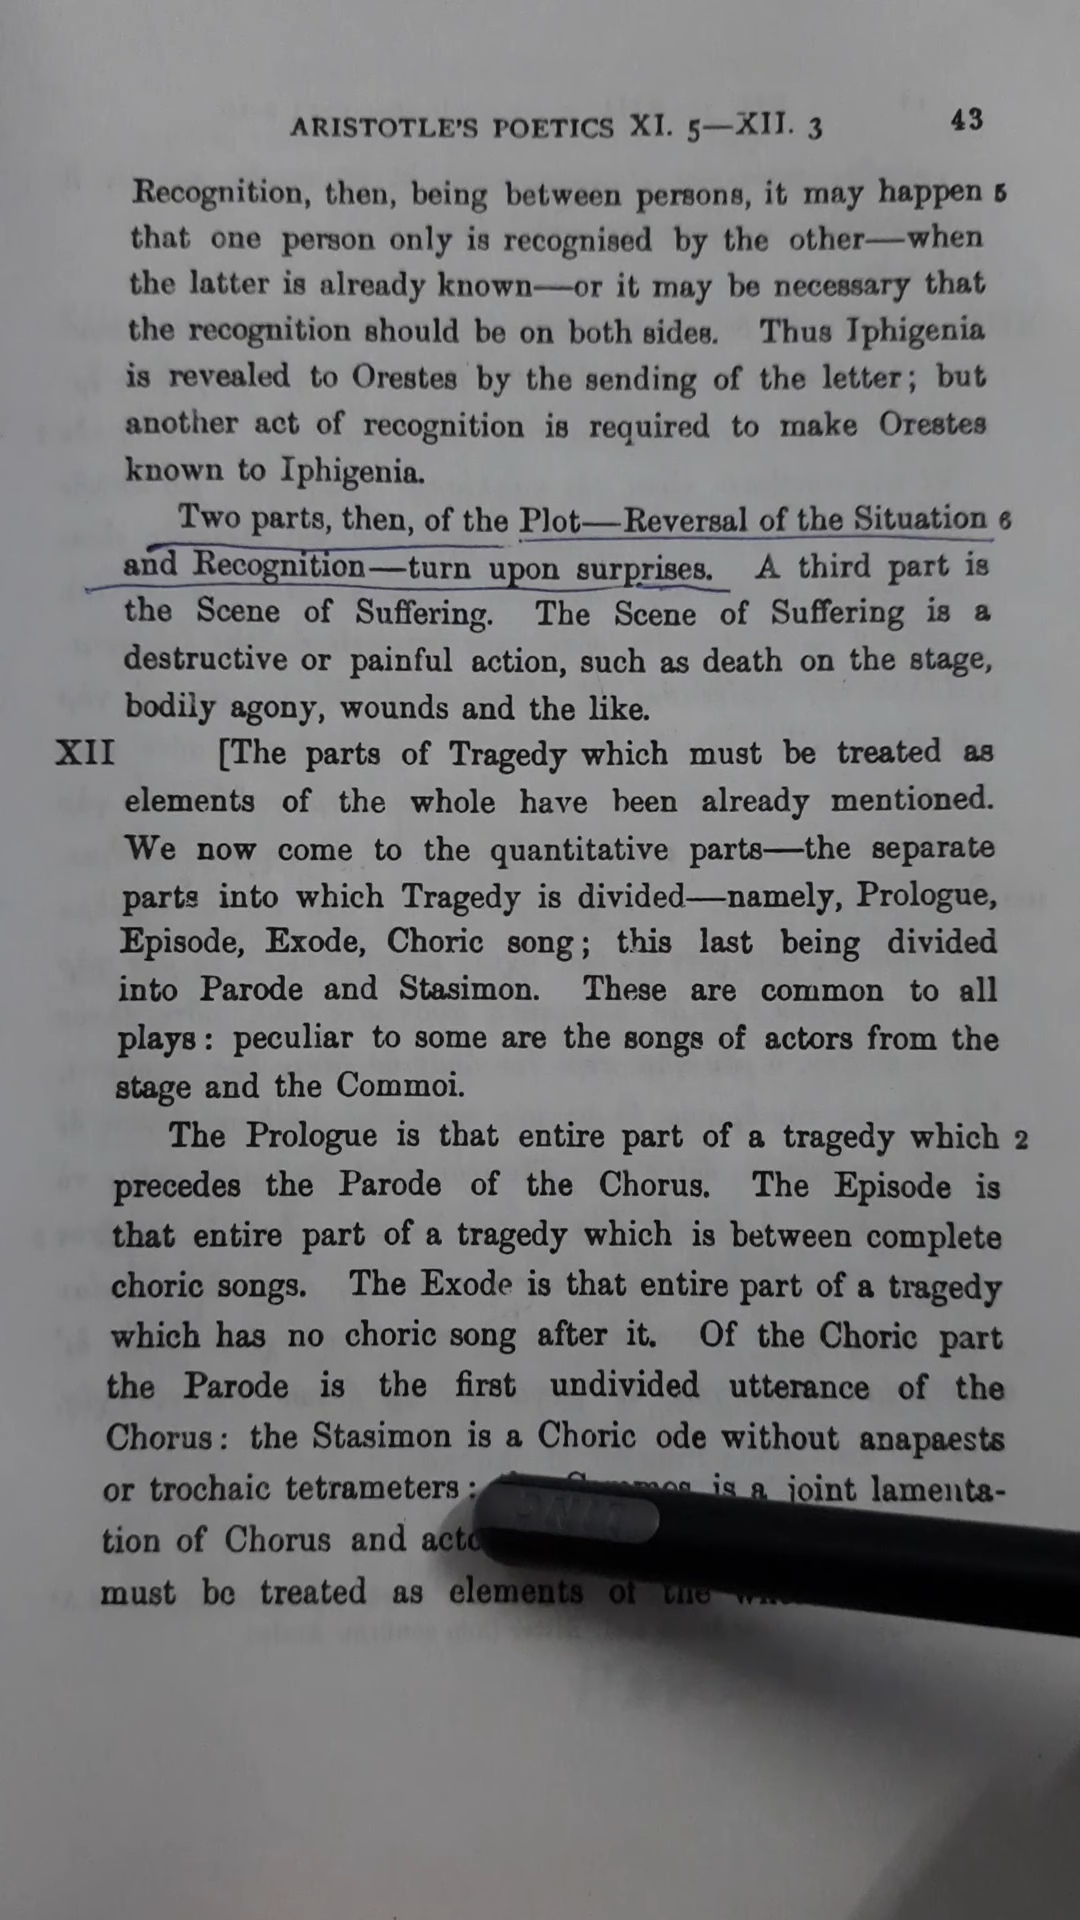 ARISTOTLE'S POETICS XI. 5—XII. 3 43
Recognition, then, being between persons, it may happen 5
that one person only is recognised by the other—when
the latter is already known—or it may be necessary that
the recognition should be on both sides. Thus Iphigenia
is revealed to Orestes by the sending of the letter; but
another act of recognition is required to make Orestes
known to Iphigenia.
Two parts, then, of the Plot—Reversal of the Situation 6
and Recognition—turn upon surprises. A third part is
the Scene of Suffering. The Scene of Suffering is a
destructive or painful action, such as death on the stage,
bodily agony, wounds and the like.
XII [The parts of Tragedy which must be treated as
elements of the whole have been already mentioned.
We now come to the quantitative parts—the separate
parts into which Tragedy is divided—namely, Prologue,
Episode, Exode, Choric song; this last being divided
into Parode and Stasimon. These are common to all
plays: peculiar to some are the songs of actors from the
stage and the Commoi.
The Prologue is that entire part of a tragedy which 2
precedes the Parode of the Chorus. The Episode is
that entire part of a tragedy which is between complete
choric songs. The Exode is that entire part of a tragedy
which has no choric song after it. Of the Choric part
the Parode is the first undivided utterance of the
Chorus: the Stasimon is a Choric ode without anapaests
or trochaic tetrameters: is a joint lamenta-
tion of Chorus and
must be treated as elements of the